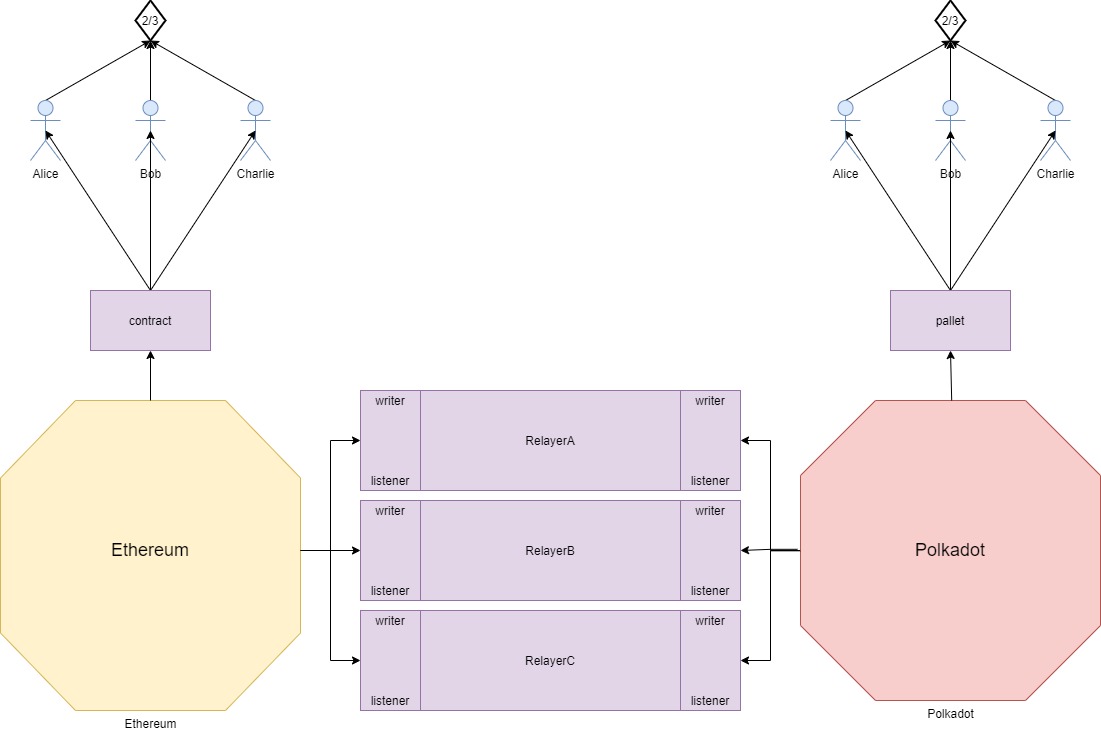 2/3
2/3
Alice
Bob
Charlie
Alice
Bob
Charlie
contract
pallet
writer
writer
RelayerA
listener
listener
writer
writer
Ethereum
RelayerB
Polkadot
listener
listener
writer
writer
RelayerC
listener
listener
Ethereum
Polkadot